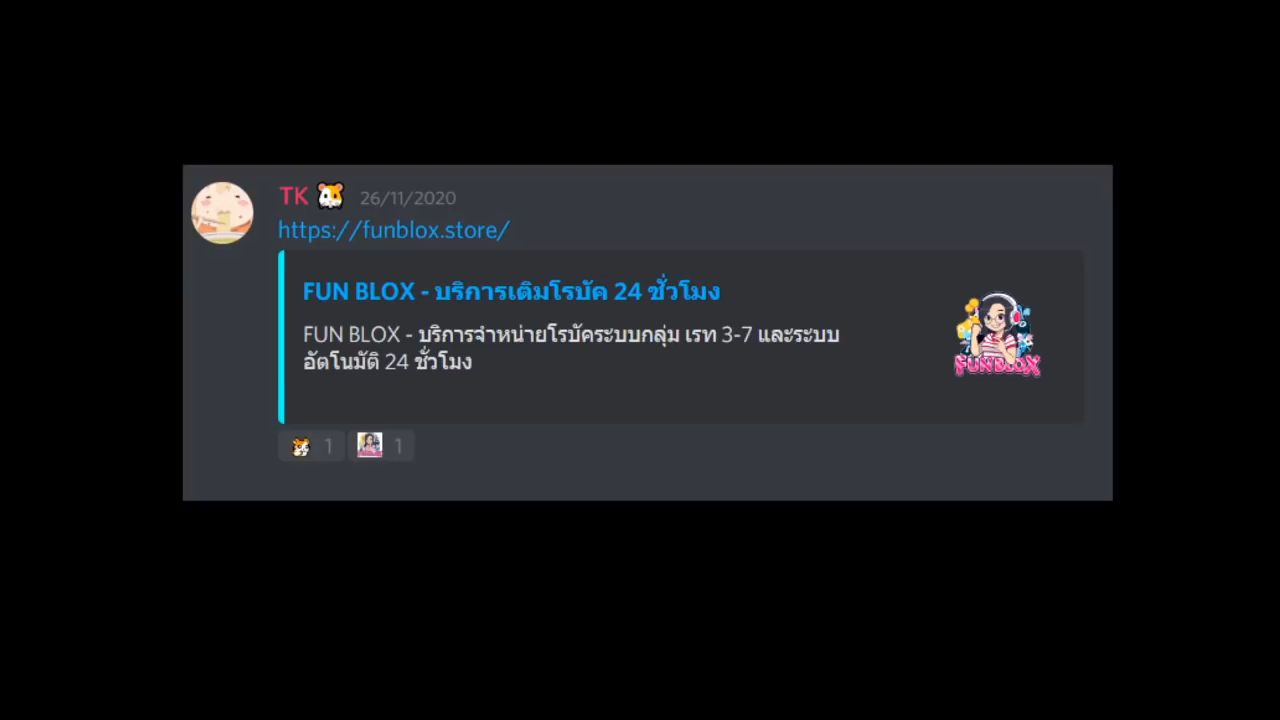 TK 26/11/2020
https://funblox.store/
FUN BLOX - บริการเติมโรบัค 24 ชั่วโมง
FUN BLOX - บริการจำหน่ายโรบัคระบบกลุ่ม เรท 3-7 และระบบ
อัตโนมัติ 24 ชั่วโมง
FUNBLOX
1 1